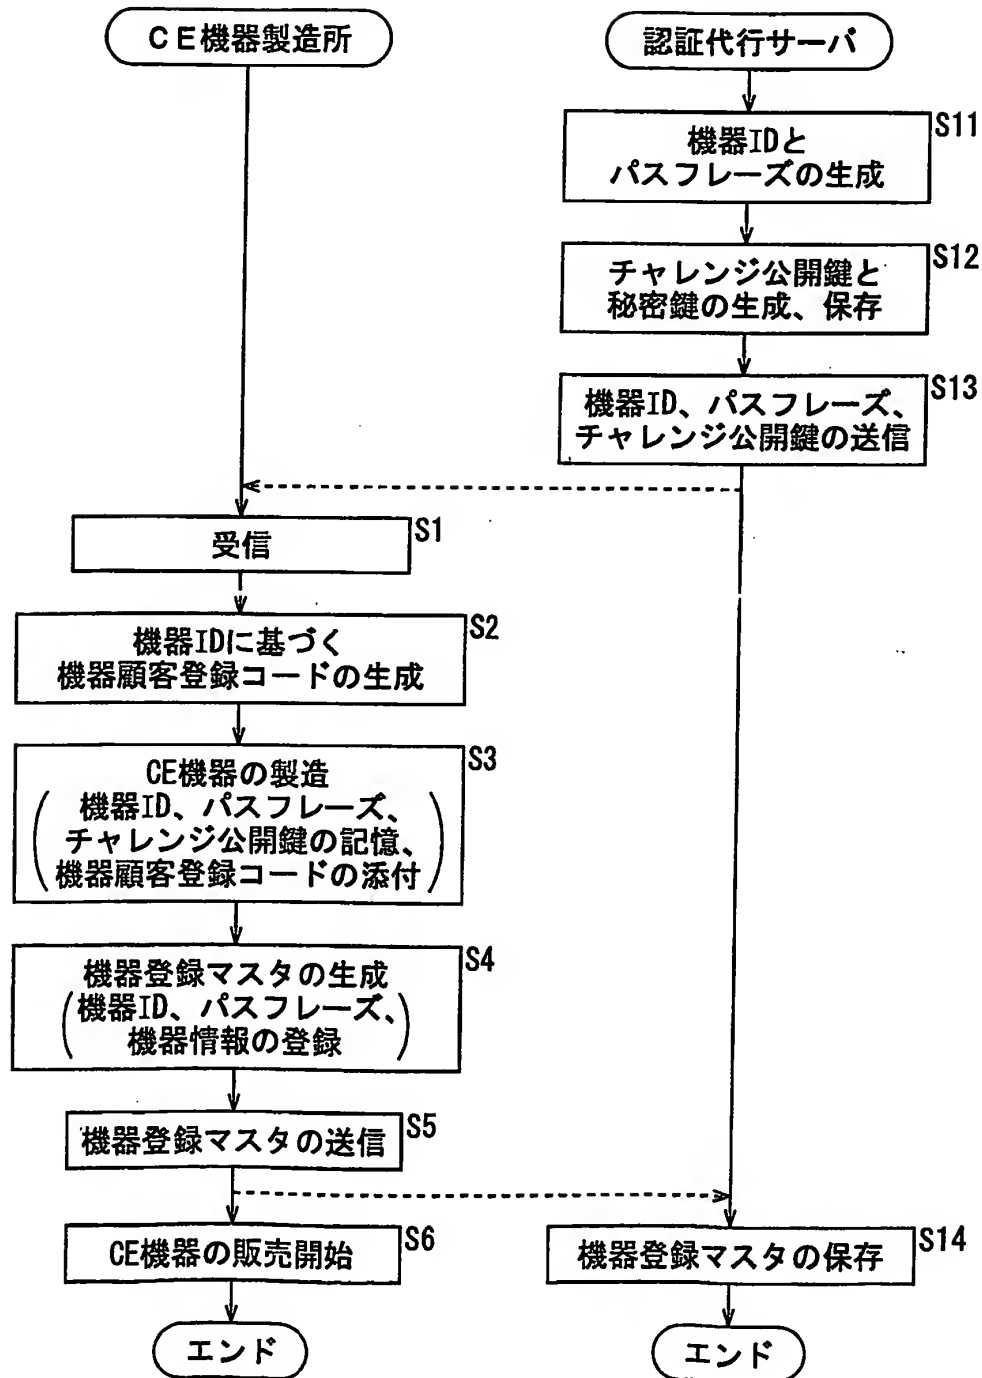 CE機器製造所
認証代行サーバ
S11
機器IDと
パスフレーズの生成
S12
チャレンジ公開鍵と
秘密鍵の生成、保存
S13
機器ID、パスフレーズ、
チャレンジ公開鍵の送信
S1
受信
S2
機器IDに基づく
機器顧客登録コードの生成
S3
CE機器の製造
(機器ID、パスフレーズ、
チャレンジ公開鍵の記憶、
機器顧客登録コードの添付)
S4
機器登録マスタの生成
(機器ID、パスフレーズ、
機器情報の登録)
S5
機器登録マスタの送信
S6
CE機器の販売開始
S14
機器登録マスタの保存
エンド
エンド